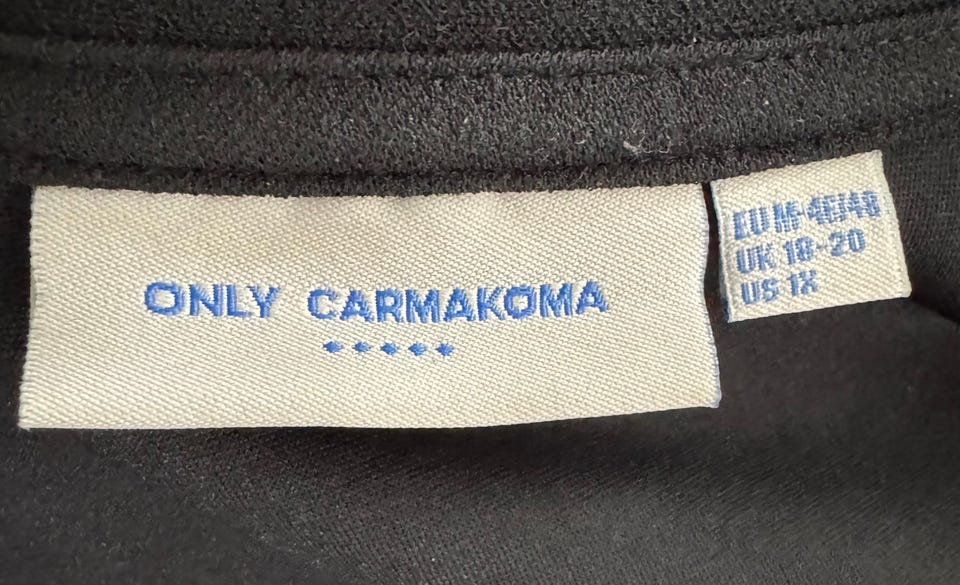 ONLY CARMAKOMA
EU M-46/48
UK 18-20
US 1X